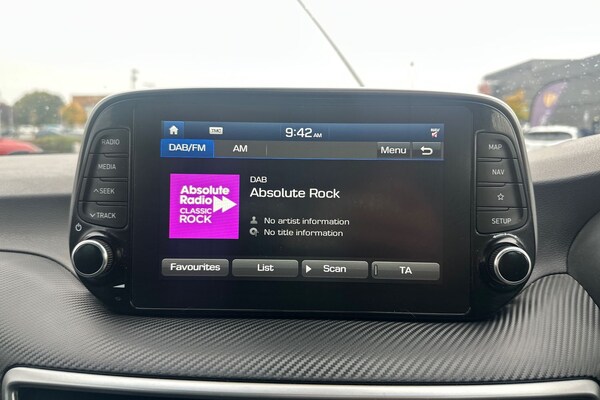 TMC
9:42 AM
DAB/FM
AM
Menu
RADIO
MEDIA
SEEK
TRACK
MAP
NAV
SETUP
Absolute
Radio
CLASSIC
ROCK
DAB
Absolute Rock
No artist information
No title information
Favourites
List
Scan
TA